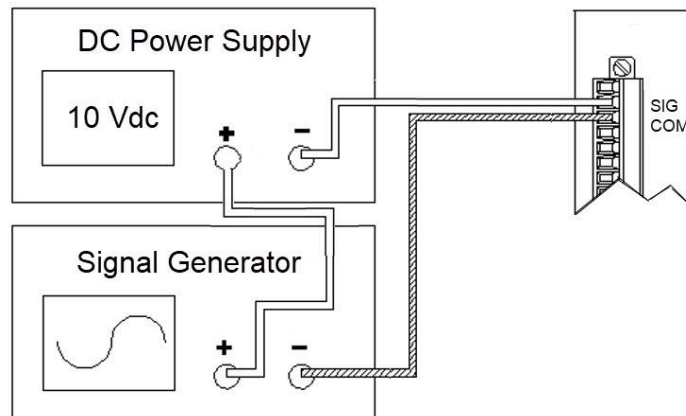 DC Power Supply
10 Vdc
+ -
SIG
COM
Signal Generator
+ -